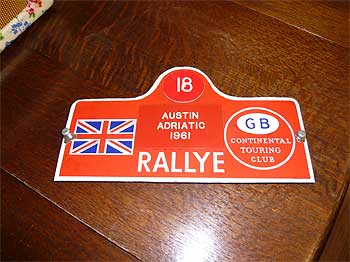 18
AUSTIN
ADRIATIC
1961
RALLYE
GB
CONTINENTAL
TOURING
CLUB